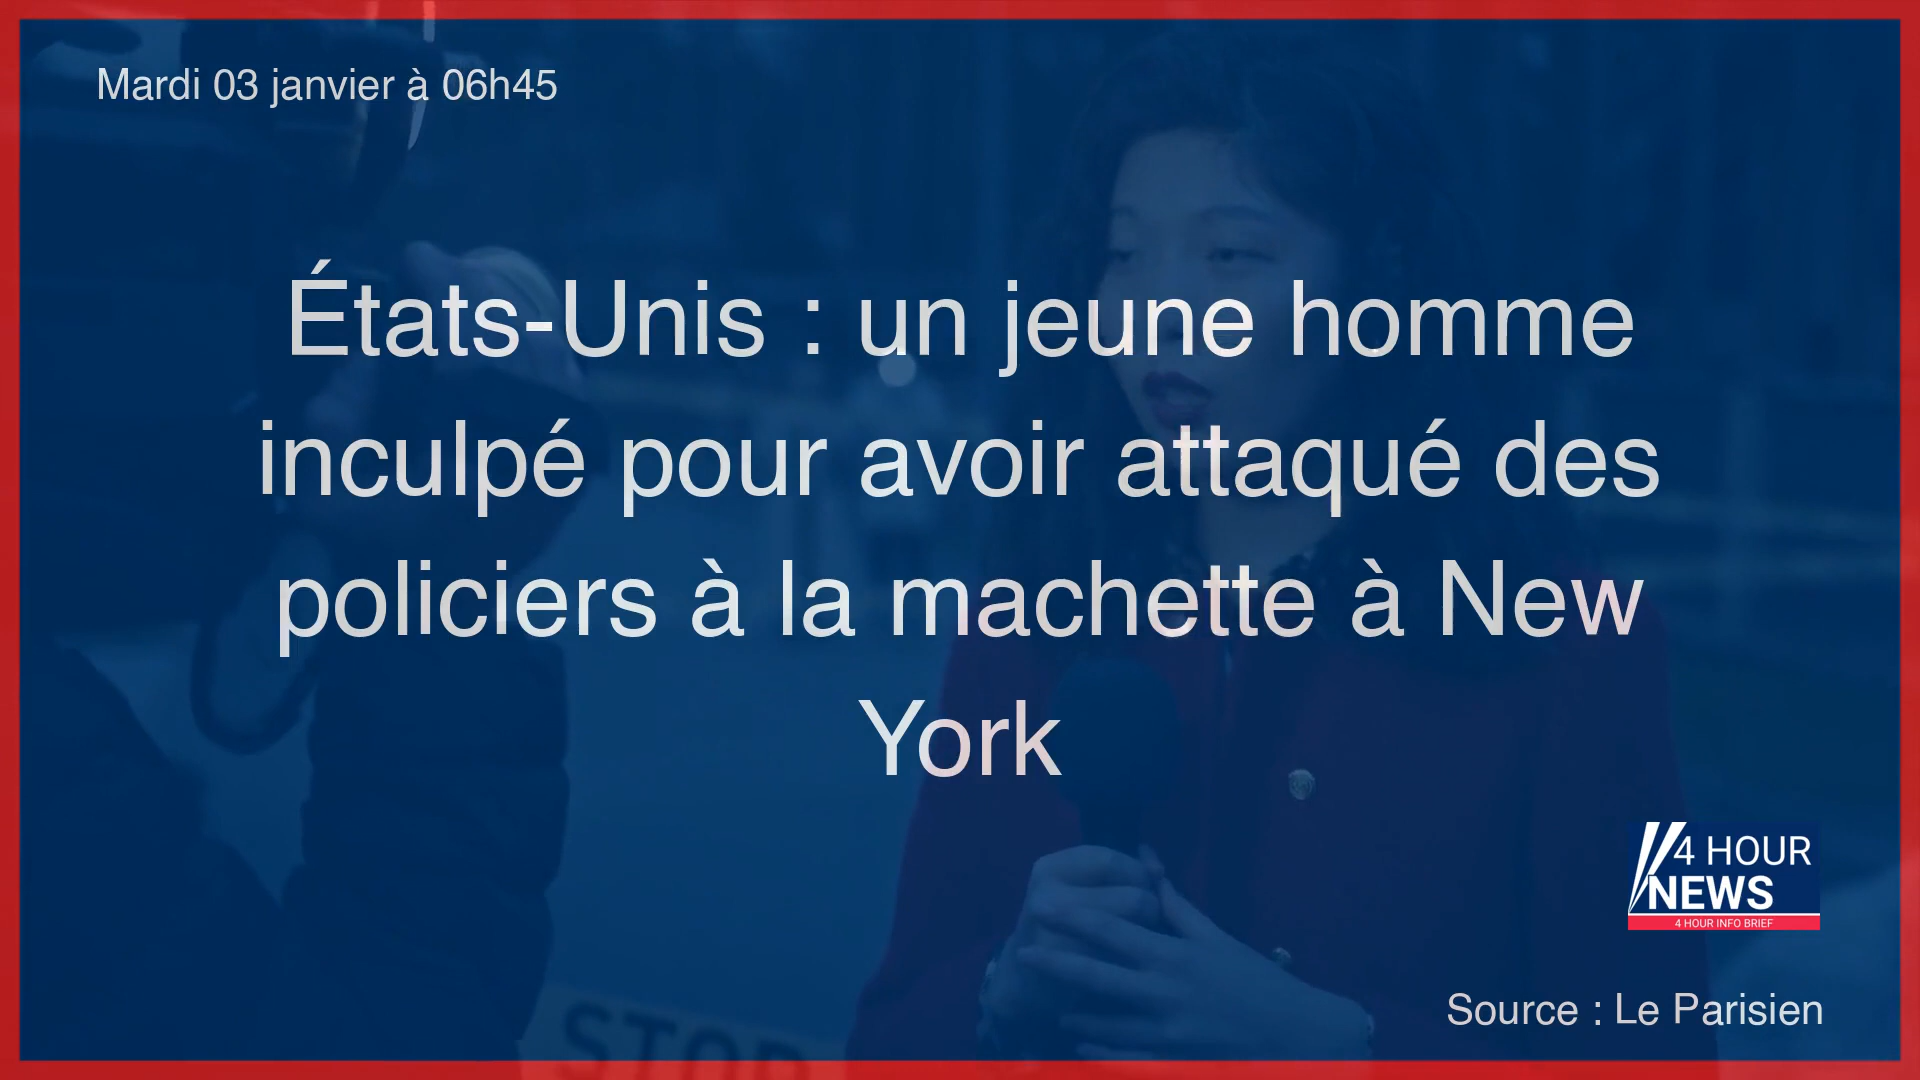 Mardi 03 janvier à 06h45
États-Unis : un jeune homme
inculpé pour avoir attaqué des
policiers à la machette à New
York
4 HOUR
NEWS
4 HOUR INFO BRIEF
Source : Le Parisien
STOP